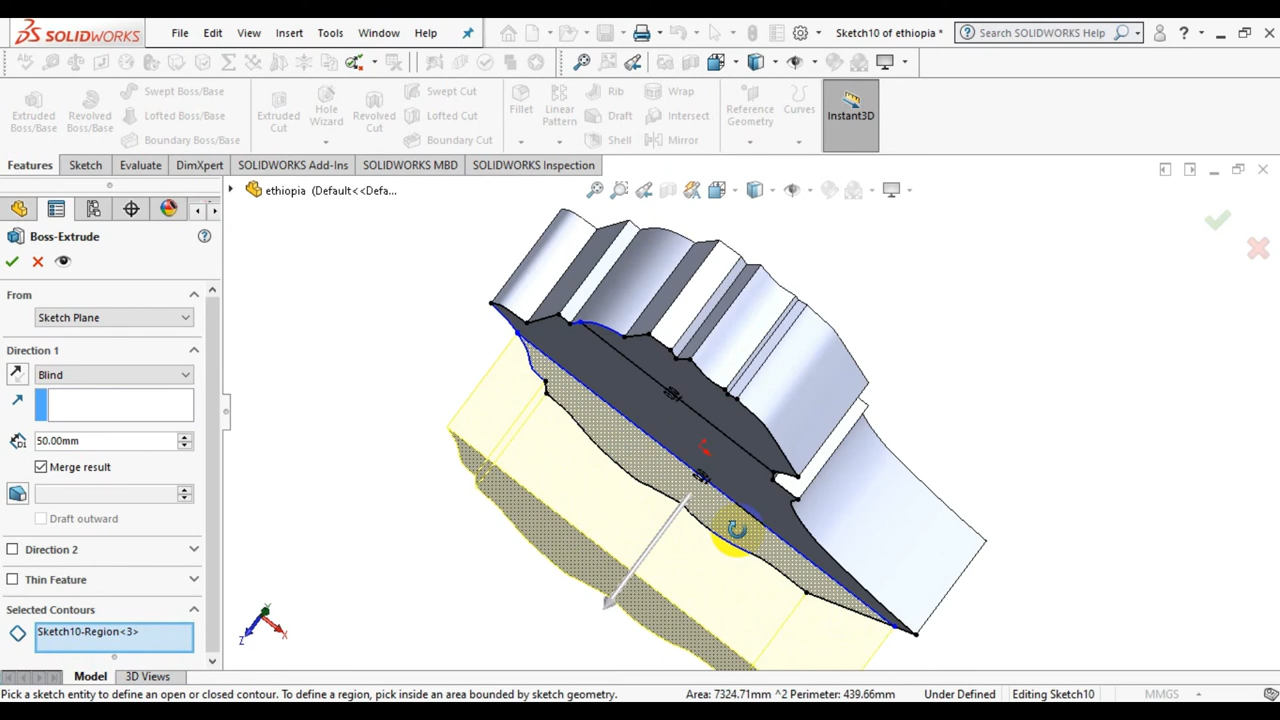 SOLIDWORKS File Edit View Insert Tools Window Help Sketch10 of ethiopia * Search SOLIDWORKS Help
Extruded Boss/Base
Revolved Boss/Base
Swept Boss/Base
Lofted Boss/Base
Boundary Boss/Base
Extruded Cut
Hole Wizard
Revolved Cut
Swept Cut
Lofted Cut
Boundary Cut
Fillet
Linear Pattern
Rib
Draft
Shell
Wrap
Intersect
Mirror
Reference Geometry
Curves
Instant3D
Features Sketch Evaluate DimXpert SOLIDWORKS Add-Ins SOLIDWORKS MBD SOLIDWORKS Inspection
ethiopia (Default<<Defa...
Boss-Extrude
From
Sketch Plane
Direction 1
Blind
50.00mm
Merge result
Draft outward
Direction 2
Thin Feature
Selected Contours
Sketch10-Region<3>
Y
Z
X
Model 3D Views
Pick a sketch entity to define an open or closed contour. To define a region, pick inside an area bounded by sketch geometry. Area: 7324.71mm ^2 Perimeter: 439.66mm Under Defined Editing Sketch10 MMGS